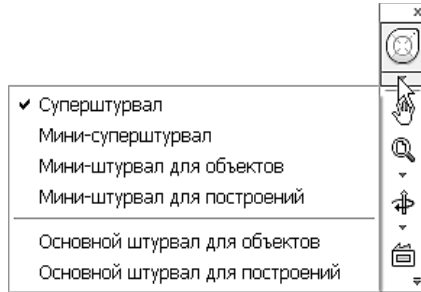 Суперштурвал
Мини-суперштурвал
Мини-штурвал для объектов
Мини-штурвал для построений
Основной штурвал для объектов
Основной штурвал для построений